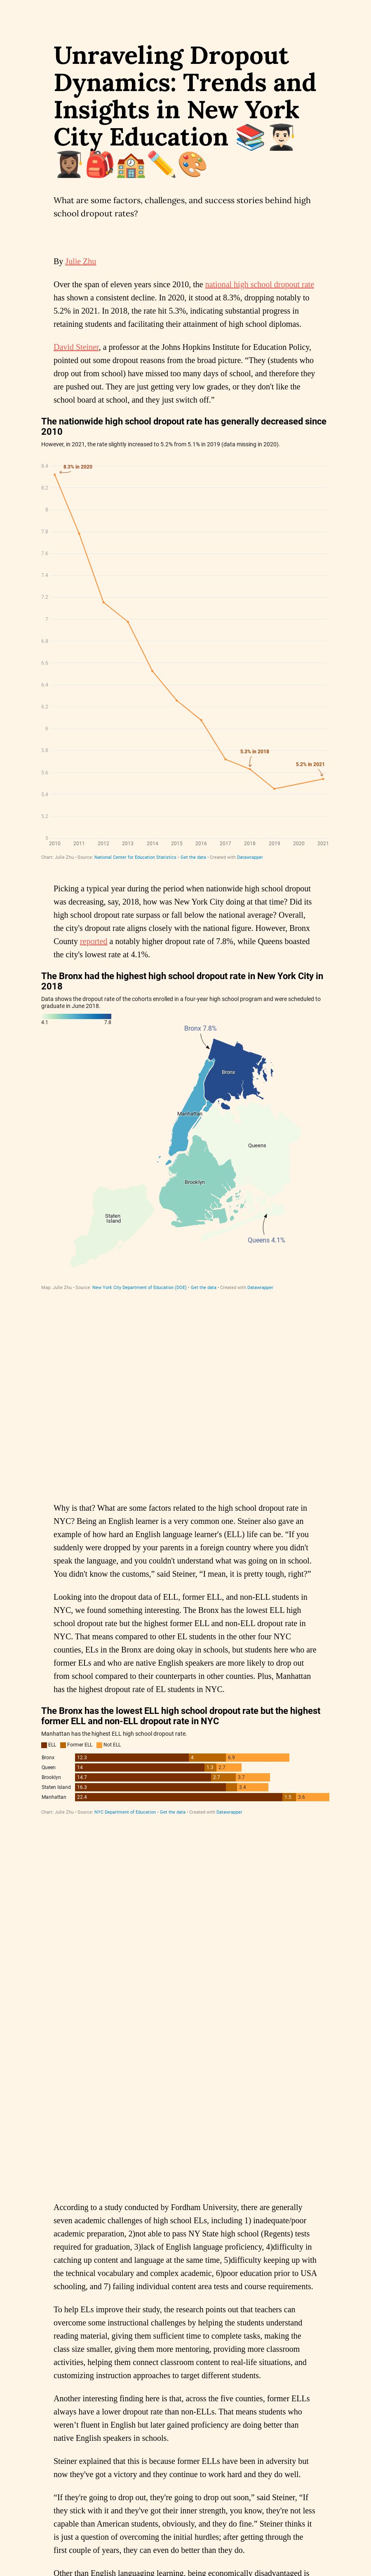 Unraveling Dropout
Dynamics: Trends and
Insights in New York
City Education 📚👨🏻‍🎓
👩🏽‍🎓🎒🏫✏️🎨
What are some factors, challenges, and success stories behind high
school dropout rates?
By Julie Zhu
Over the span of eleven years since 2010, the national high school dropout rate
has shown a consistent decline. In 2020, it stood at 8.3%, dropping notably to
5.2% in 2021. In 2018, the rate hit 5.3%, indicating substantial progress in
retaining students and facilitating their attainment of high school diplomas.
David Steiner, a professor at the Johns Hopkins Institute for Education Policy,
pointed out some dropout reasons from the broad picture. “They (students who
drop out from school) have missed too many days of school, and therefore they
are pushed out. They are just getting very low grades, or they don't like the
school board at school, and they just switch off.”
The nationwide high school dropout rate has generally decreased since
2010
However, in 2021, the rate slightly increased to 5.2% from 5.1% in 2019 (data missing in 2020).
8.4
8.3% in 2020
8.2
8
7.8
7.6
7.4
7.2
7
6.8
6.6
6.4
6.2
6
5.8
5.3% in 2018
5.2% in 2021
5.6
5.4
5.2
5
2010 2011 2012 2013 2014 2015 2016 2017 2018 2019 2020 2021
Chart: Julie Zhu • Source: National Center for Education Statistics • Get the data • Created with Datawrapper
Picking a typical year during the period when nationwide high school dropout
was decreasing, say, 2018, how was New York City doing at that time? Did its
high school dropout rate surpass or fall below the national average? Overall,
the city's dropout rate aligns closely with the national figure. However, Bronx
County reported a notably higher dropout rate of 7.8%, while Queens boasted
the city's lowest rate at 4.1%.
The Bronx had the highest high school dropout rate in New York City in
2018
Data shows the dropout rate of the cohorts enrolled in a four-year high school program and were scheduled to
graduate in June 2018.
4.1 7.8
Bronx 7.8%
Bronx
Manhattan
Queens
Brooklyn
Staten
Island
Queens 4.1%
Map: Julie Zhu • Source: New York City Department of Education (DOE) • Get the data • Created with Datawrapper
Why is that? What are some factors related to the high school dropout rate in
NYC? Being an English learner is a very common one. Steiner also gave an
example of how hard an English language learner's (ELL) life can be. “If you
suddenly were dropped by your parents in a foreign country where you didn't
speak the language, and you couldn't understand what was going on in school.
You didn't know the customs,” said Steiner, “I mean, it is pretty tough, right?”
Looking into the dropout data of ELL, former ELL, and non-ELL students in
NYC, we found something interesting. The Bronx has the lowest ELL high
school dropout rate but the highest former ELL and non-ELL dropout rate in
NYC. That means compared to other EL students in the other four NYC
counties, ELs in the Bronx are doing okay in schools, but students here who are
former ELs and who are native English speakers are more likely to drop out
from school compared to their counterparts in other counties. Plus, Manhattan
has the highest dropout rate of EL students in NYC.
The Bronx has the lowest ELL high school dropout rate but the highest
former ELL and non-ELL dropout rate in NYC
Manhattan has the highest ELL high school dropout rate.
ELL Former ELL Not ELL
Bronx 12.3 4 6.9
Queen 14 1.3 2.7
Brooklyn 14.7 2.7 3.7
Staten Island 16.3 3.4
Manhattan 22.4 1.5 3.6
Chart: Julie Zhu • Source: NYC Department of Education • Get the data • Created with Datawrapper
According to a study conducted by Fordham University, there are generally
seven academic challenges of high school ELs, including 1) inadequate/poor
academic preparation, 2)not able to pass NY State high school (Regents) tests
required for graduation, 3)lack of English language proficiency, 4)difficulty in
catching up content and language at the same time, 5)difficulty keeping up with
the technical vocabulary and complex academic, 6)poor education prior to USA
schooling, and 7) failing individual content area tests and course requirements.
To help ELs improve their study, the research points out that teachers can
overcome some instructional challenges by helping the students understand
reading material, giving them sufficient time to complete tasks, making the
class size smaller, giving them more mentoring, providing more classroom
activities, helping them connect classroom content to real-life situations, and
customizing instruction approaches to target different students.
Another interesting finding here is that, across the five counties, former ELLs
always have a lower dropout rate than non-ELLs. That means students who
weren’t fluent in English but later gained proficiency are doing better than
native English speakers in schools.
Steiner explained that this is because former ELLs have been in adversity but
now they've got a victory and they continue to work hard and they do well.
“If they're going to drop out, they're going to drop out soon,” said Steiner, “If
they stick with it and they've got their inner strength, you know, they're not less
capable than American students, obviously, and they do fine.” Steiner thinks it
is just a question of overcoming the initial hurdles; after getting through the
first couple of years, they can even do better than they do.
Other than English languaging learning, being economically disadvantaged is